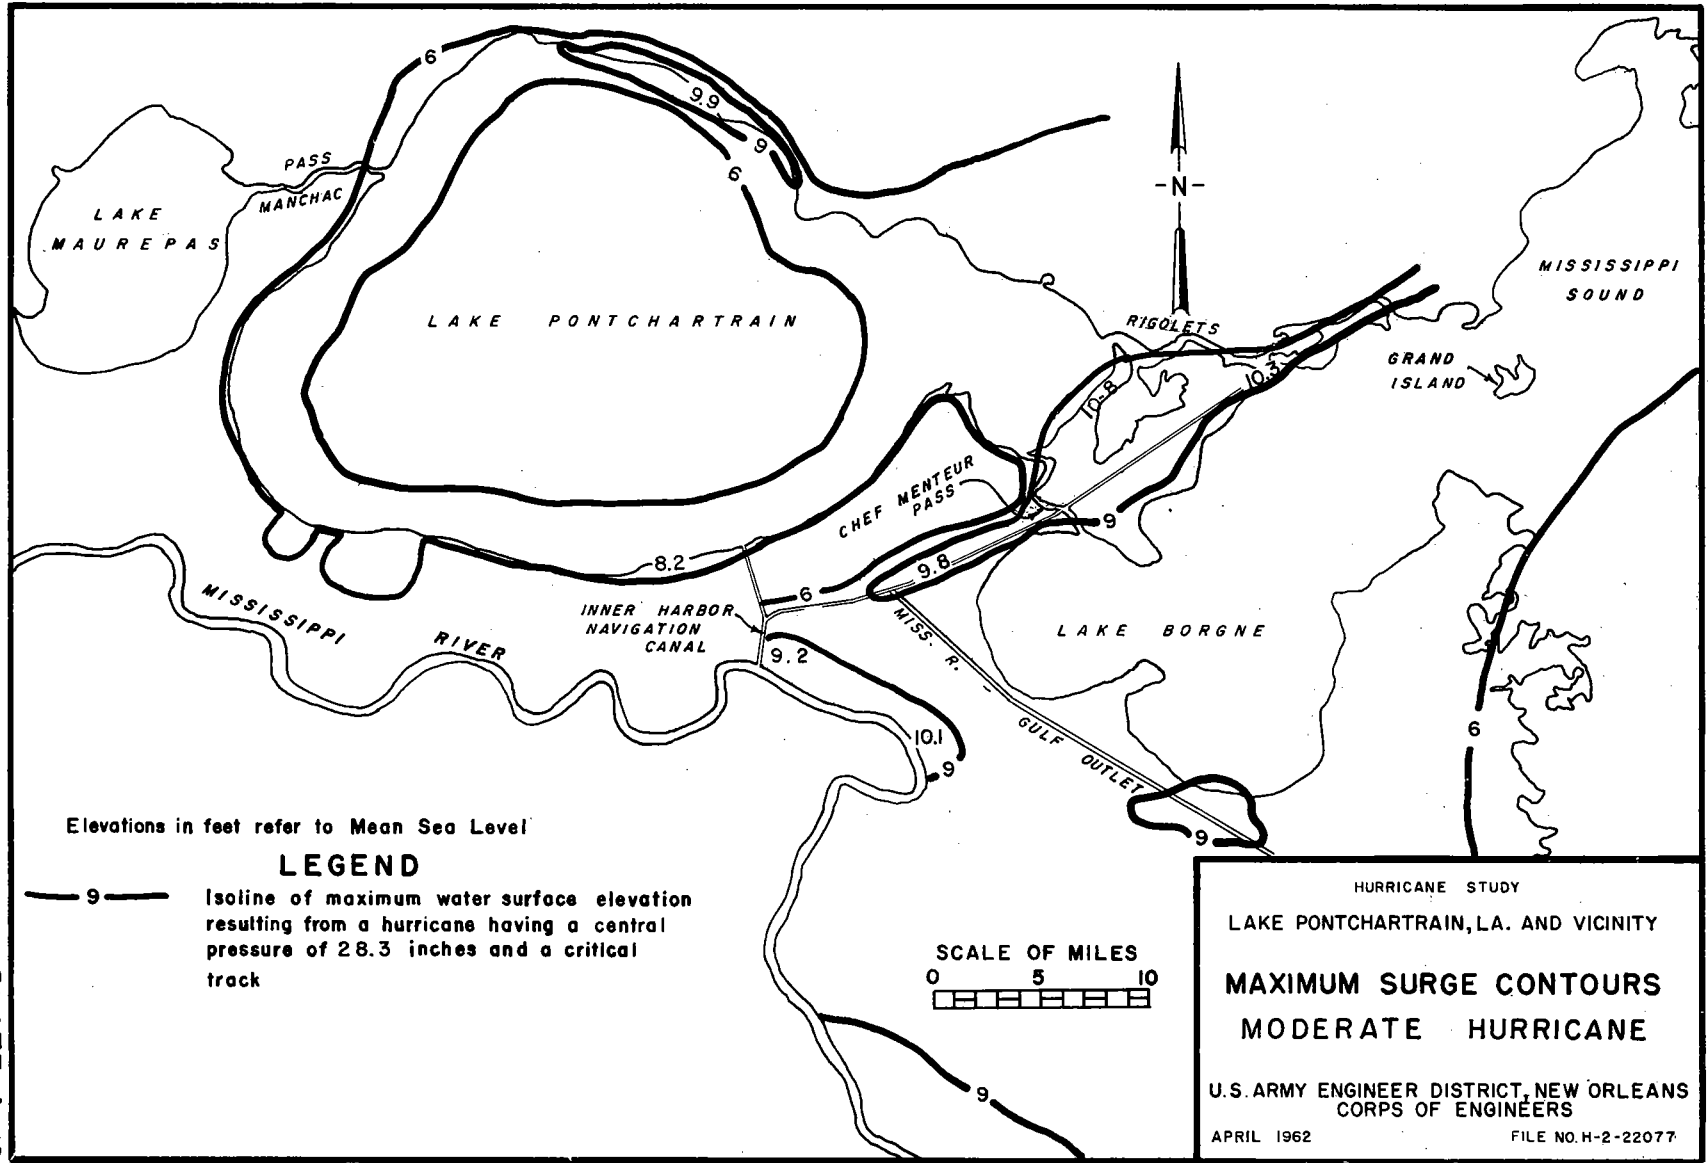 6
9.9
9
6
PASS
MANCHAC
LAKE
MAUREPAS
-N-
MISSISSIPPI
SOUND
LAKE PONTCHARTRAIN
RIGOLETS
GRAND
ISLAND
10.3
10-8
CHEF MENTEUR
PASS
9
8.2
9.8
6
INNER HARBOR
NAVIGATION
CANAL
9.2
MISSISSIPPI
RIVER
MISS. R. -
GULF
OUTLET
LAKE BORGNE
10.1
9
6
9
Elevations in feet refer to Mean Sea Level
LEGEND
9
Isoline of maximum water surface elevation
resulting from a hurricane having a central
pressure of 28.3 inches and a critical
track
SCALE OF MILES
0 5 10
9
HURRICANE STUDY
LAKE PONTCHARTRAIN, LA. AND VICINITY
MAXIMUM SURGE CONTOURS
MODERATE HURRICANE
U.S. ARMY ENGINEER DISTRICT, NEW ORLEANS
CORPS OF ENGINEERS
APRIL 1962
FILE NO. H-2-22077